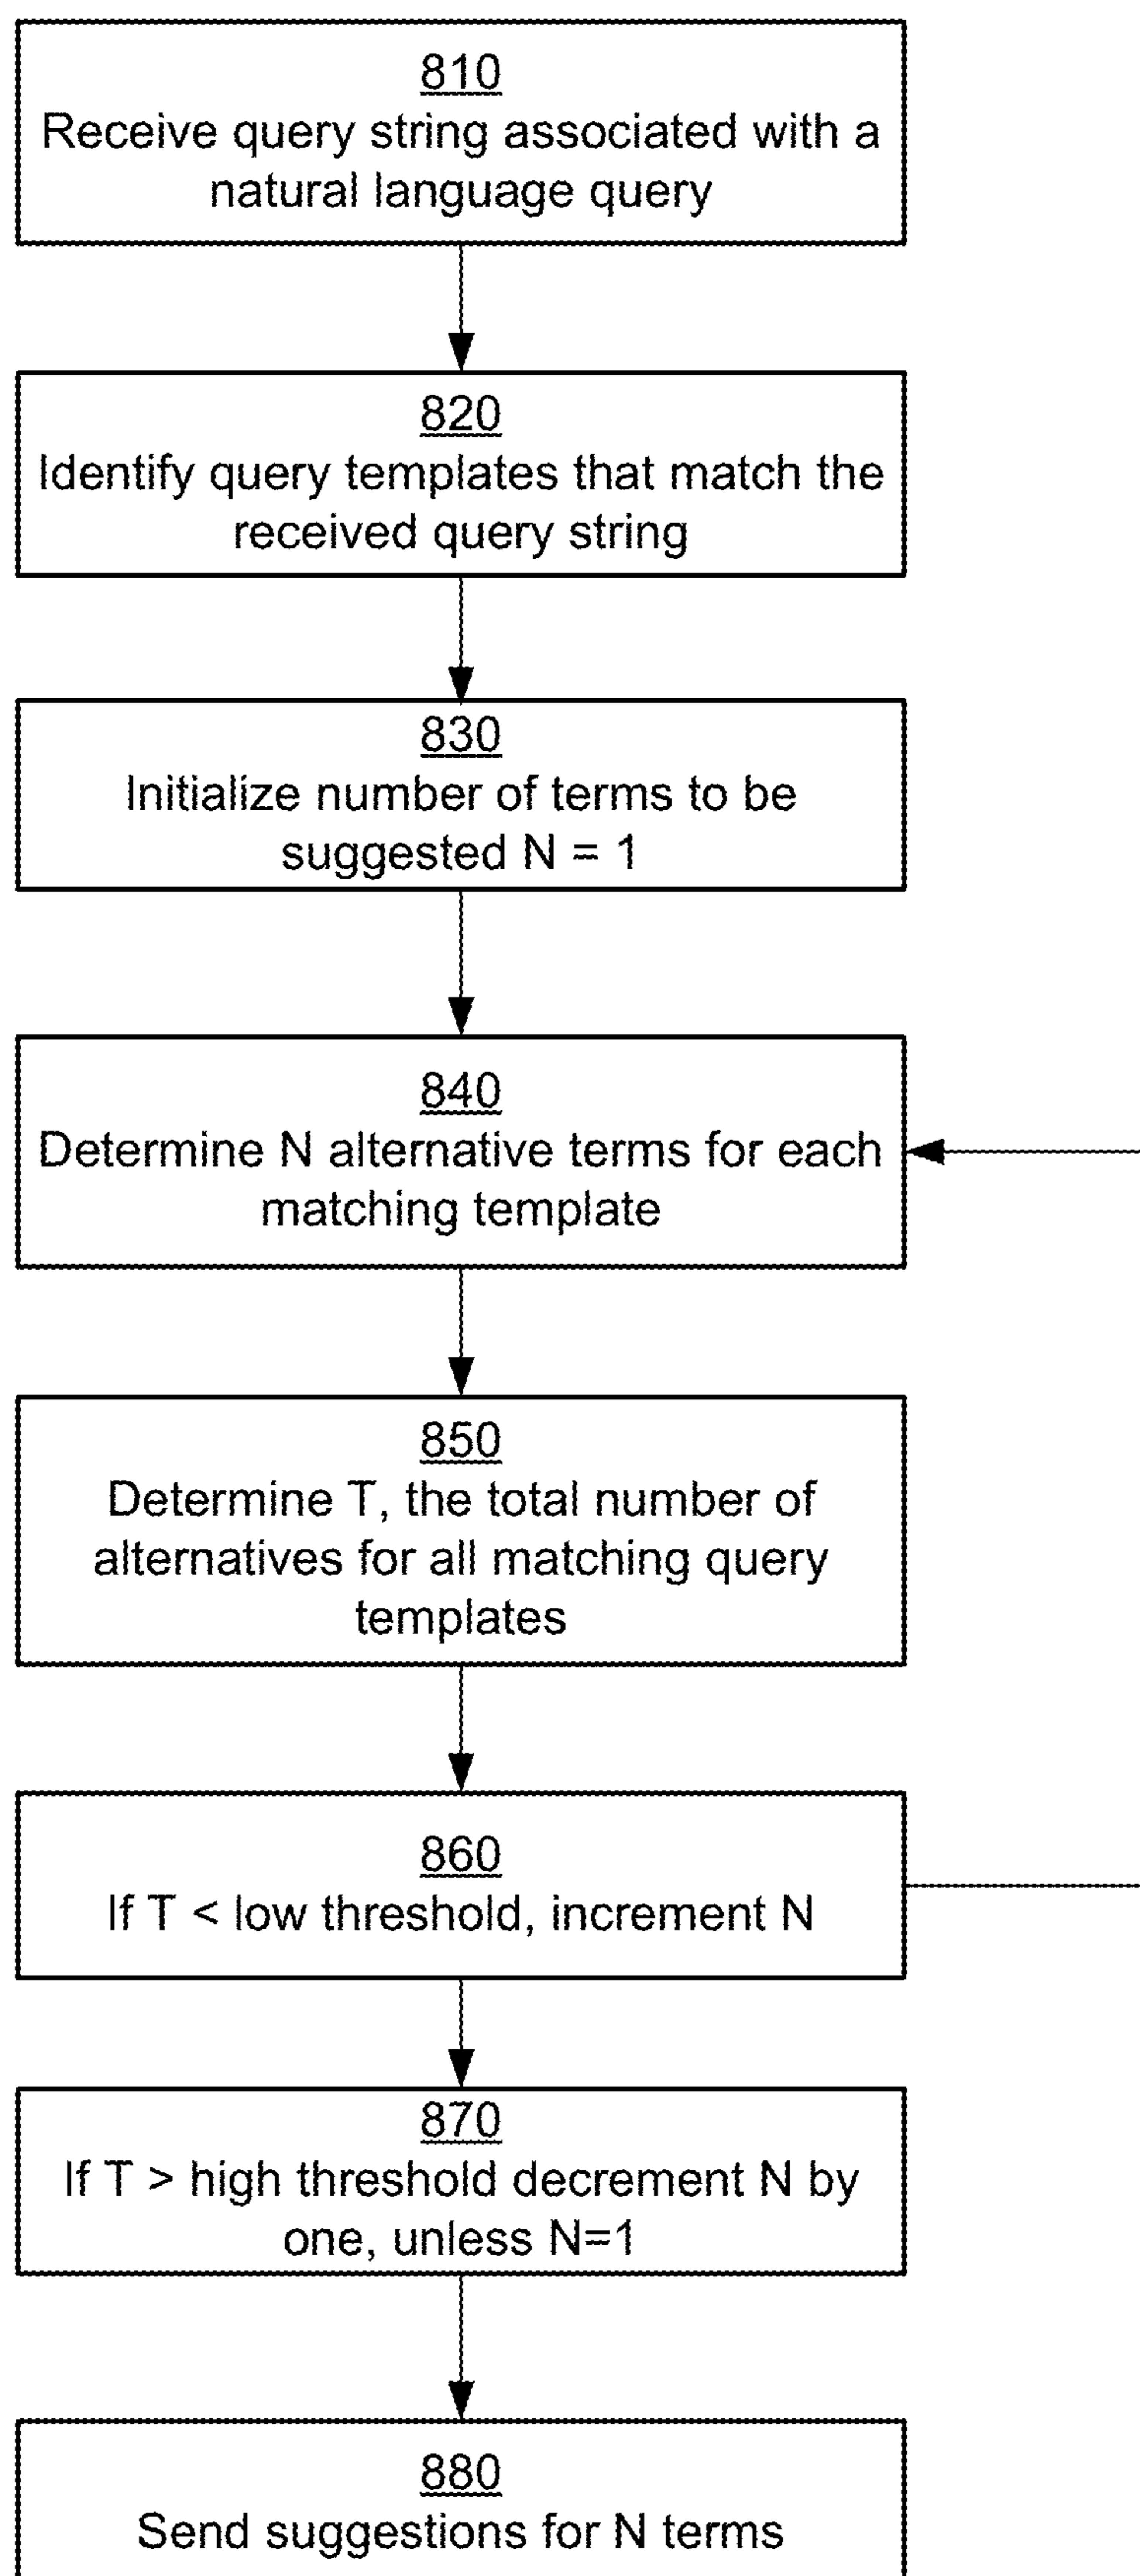 810
Receive query string associated with a
natural language query
820
Identify query templates that match the
received query string
830
Initialize number of terms to be
suggested N = 1
840
Determine N alternative terms for each
matching template
850
Determine T, the total number of
alternatives for all matching query
templates
860
If T < low threshold, increment N
870
If T > high threshold decrement N by
one, unless N=1
880
Send suggestions for N terms